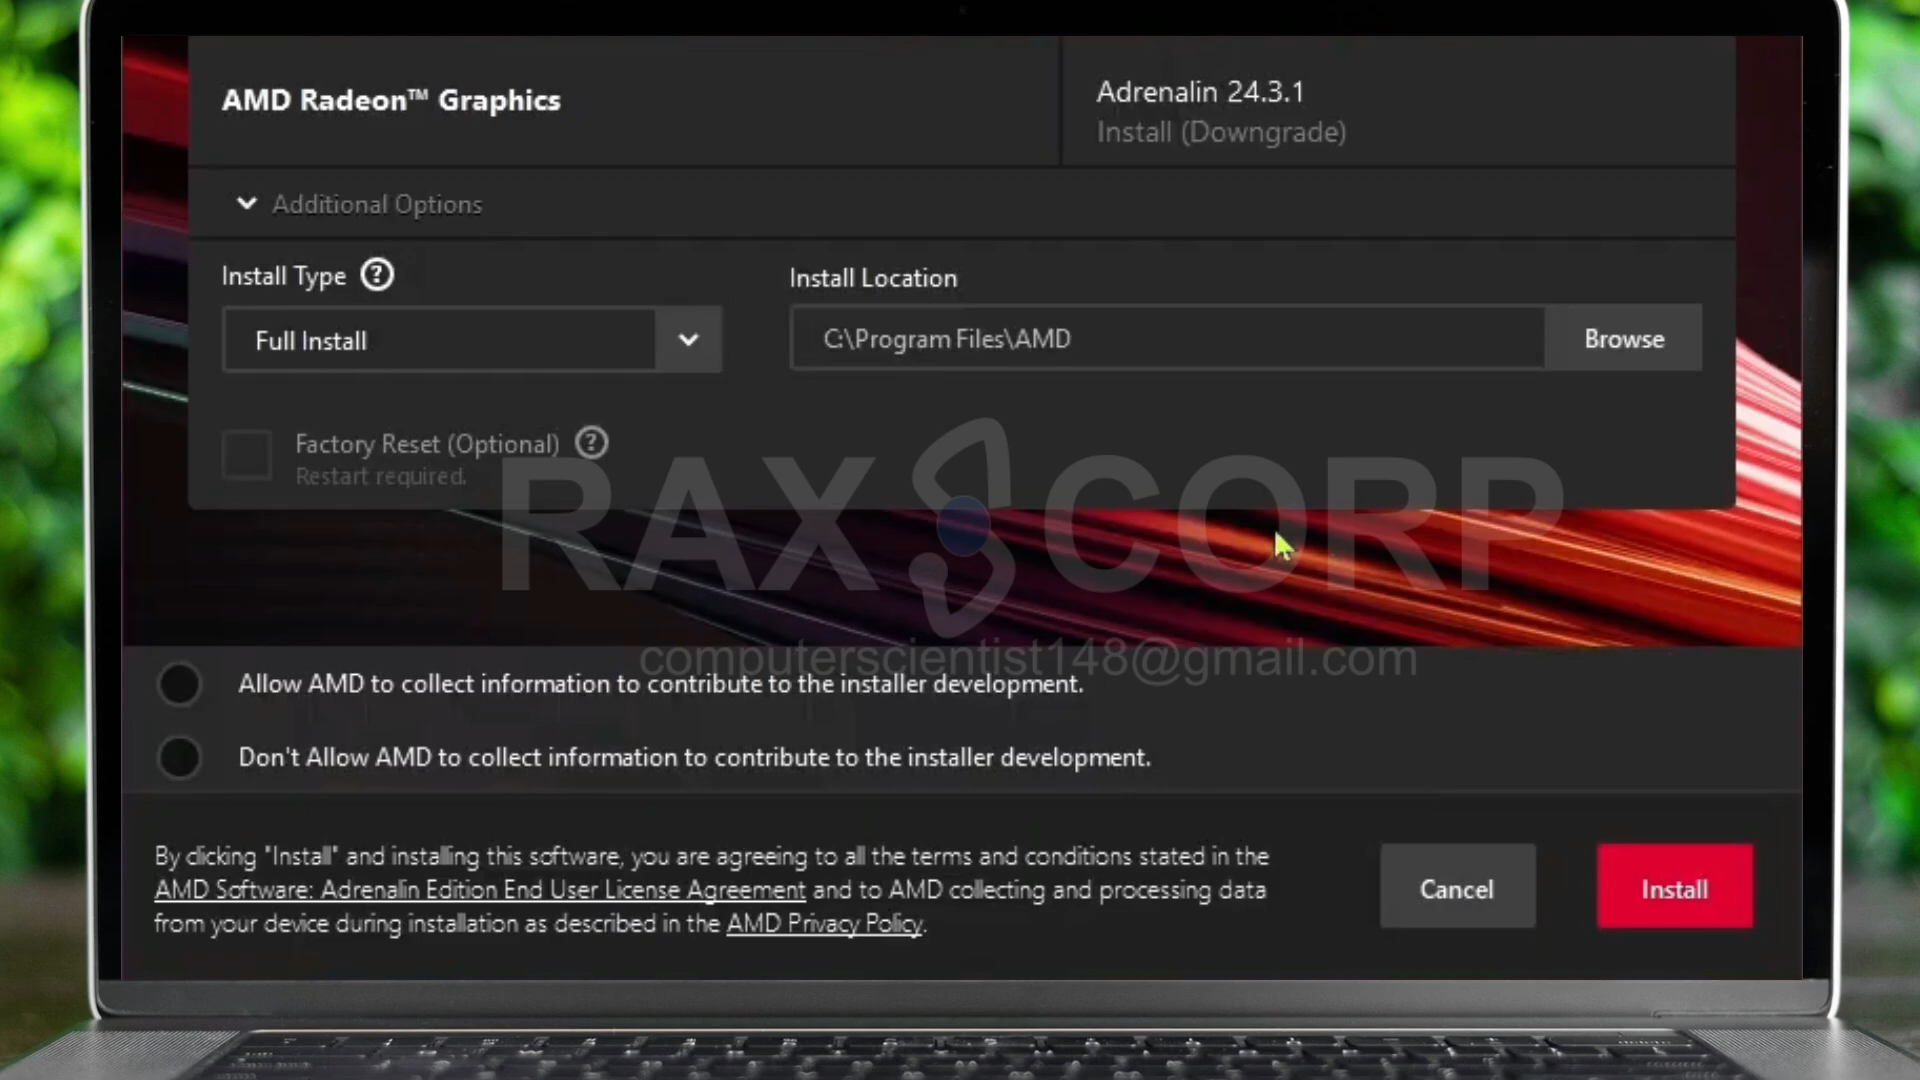 AMD Radeon™ Graphics
Adrenalin 24.3.1
Install (Downgrade)
Additional Options
Install Type ?
Install Location
Full Install
C:\Program Files\AMD
Browse
Factory Reset (Optional) ?
Restart required.
RAX CORP
computerscientist148@gmail.com
Allow AMD to collect information to contribute to the installer development.
Don't Allow AMD to collect information to contribute to the installer development.
By clicking "Install" and installing this software, you are agreeing to all the terms and conditions stated in the
AMD Software: Adrenalin Edition End User License Agreement and to AMD collecting and processing data
from your device during installation as described in the AMD Privacy Policy.
Cancel
Install